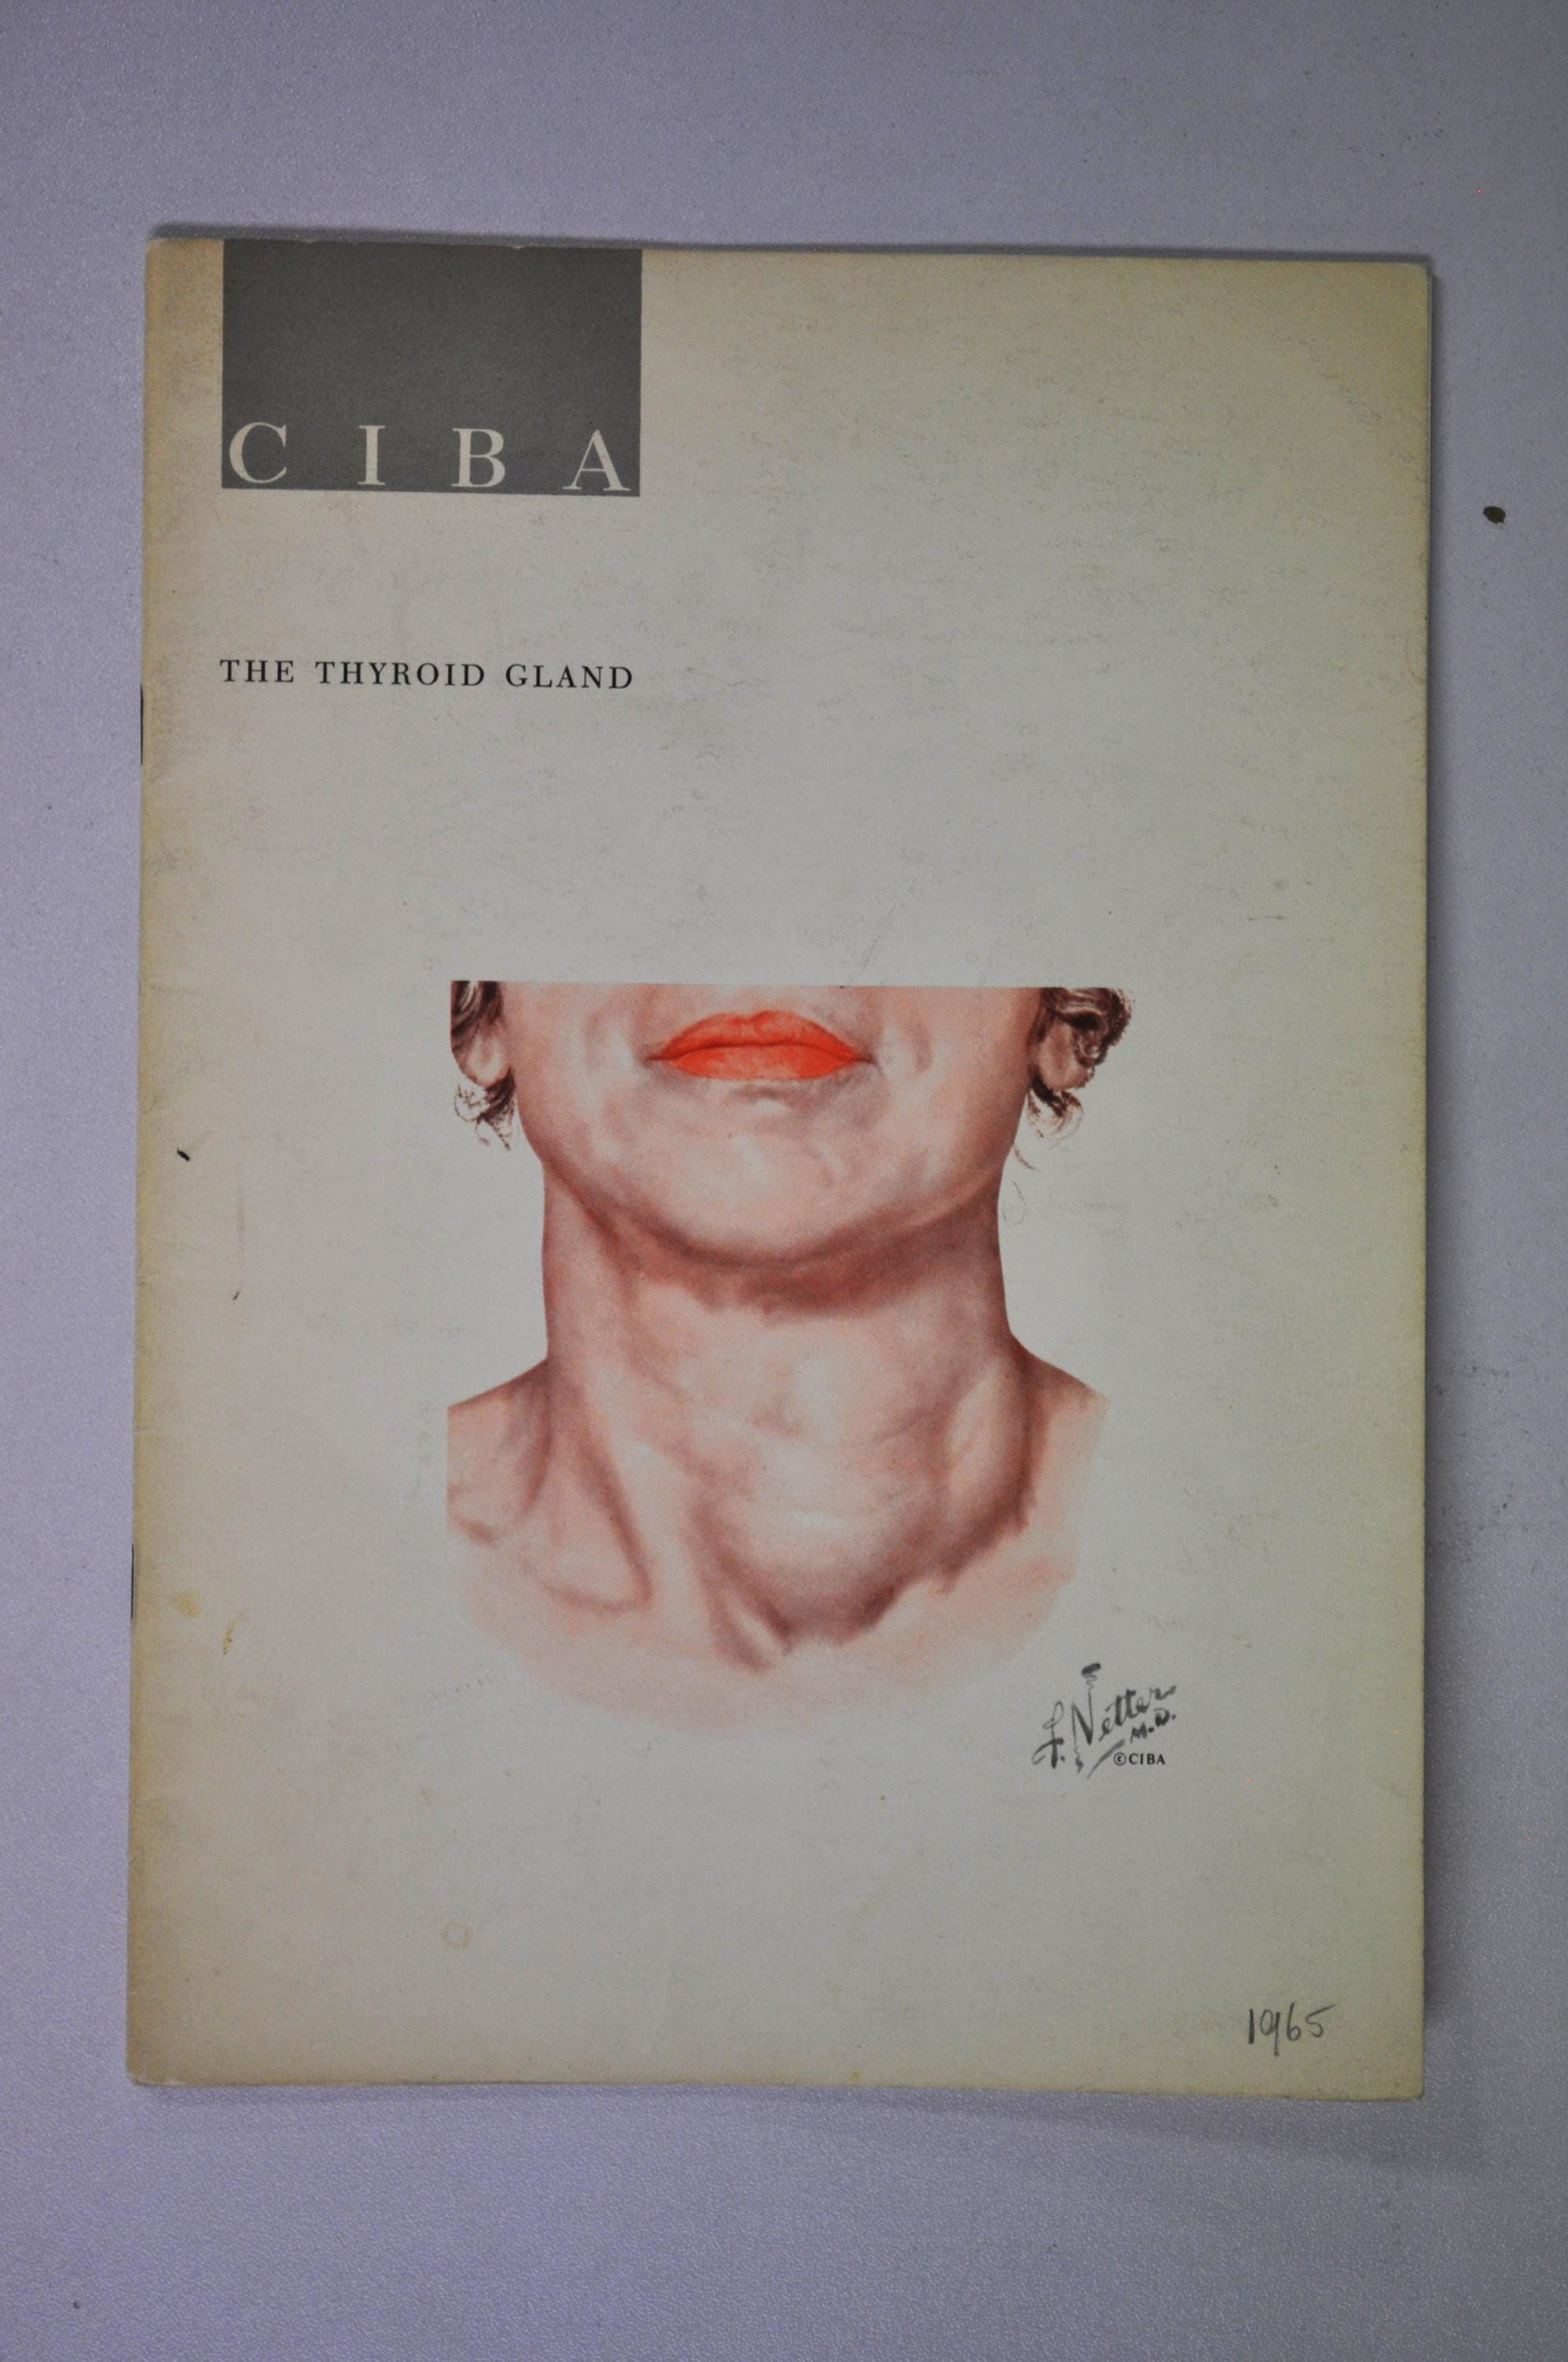 CIBA
THE THYROID GLAND
F. Netter
M.D.
©CIBA
1965